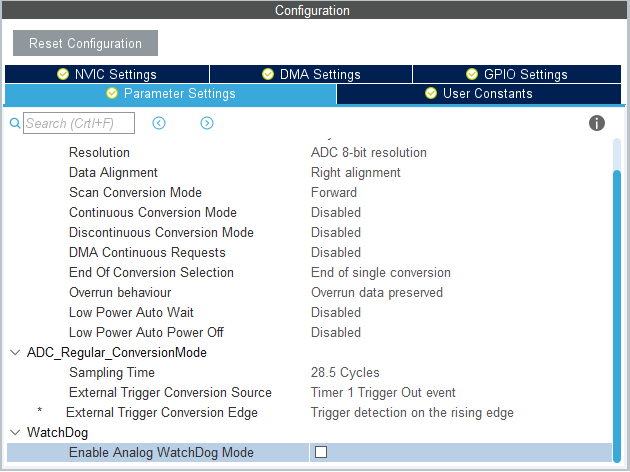 Configuration
Reset Configuration
NVIC Settings DMA Settings GPIO Settings
Parameter Settings User Constants
Search (Crtl+F)
Resolution ADC 8-bit resolution
Data Alignment Right alignment
Scan Conversion Mode Forward
Continuous Conversion Mode Disabled
Discontinuous Conversion Mode Disabled
DMA Continuous Requests Disabled
End Of Conversion Selection End of single conversion
Overrun behaviour Overrun data preserved
Low Power Auto Wait Disabled
Low Power Auto Power Off Disabled
ADC_Regular_ConversionMode
Sampling Time 28.5 Cycles
External Trigger Conversion Source Timer 1 Trigger Out event
* External Trigger Conversion Edge Trigger detection on the rising edge
WatchDog
Enable Analog WatchDog Mode